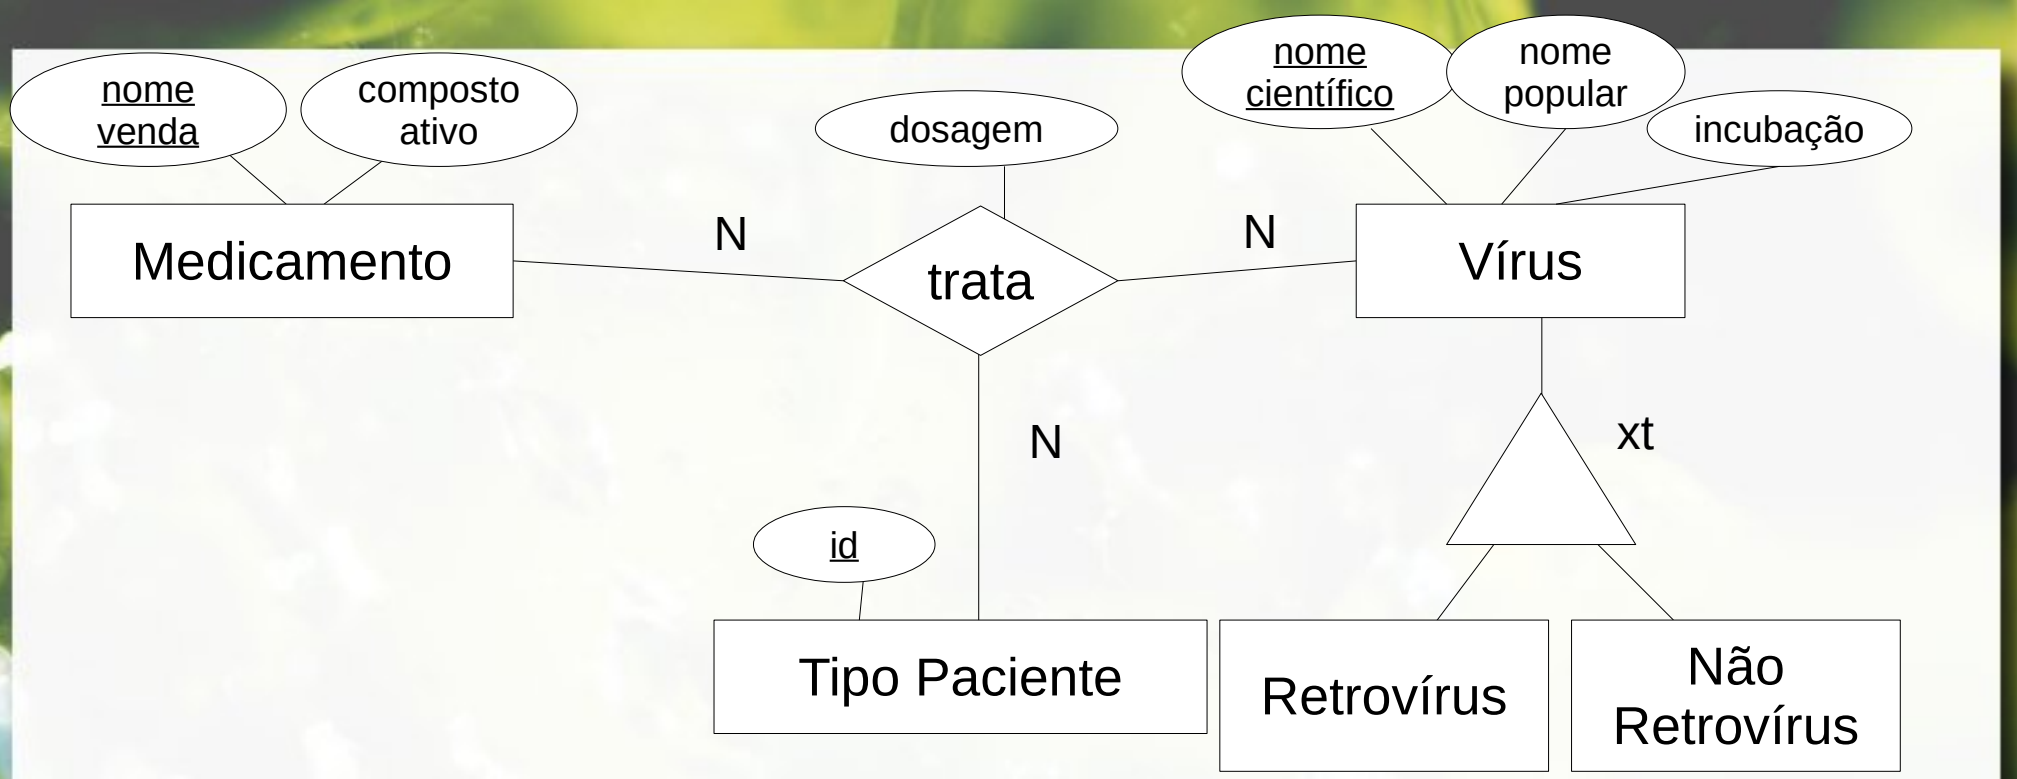 nome
venda
composto
ativo
dosagem
nome
científico
nome
popular
incubação
Medicamento
N
trata
N
Vírus
N
xt
id
Tipo Paciente
Retrovírus
Não
Retrovírus